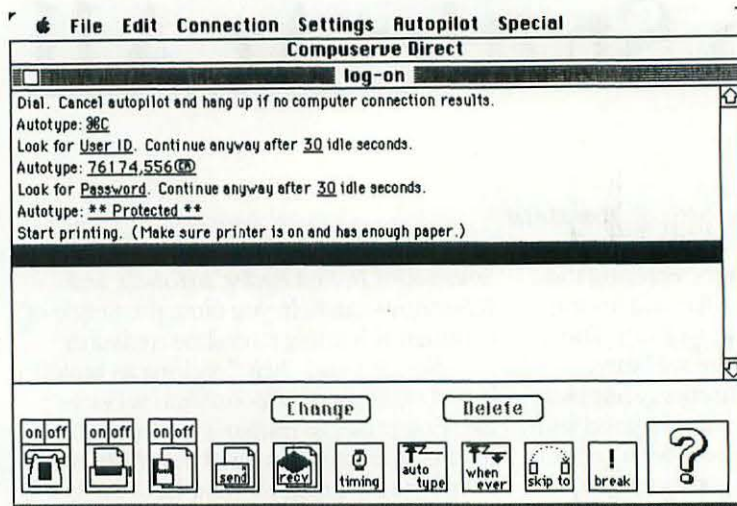 File Edit Connection Settings Autopilot Special
Compuserve Direct
log-on
Dial. Cancel autopilot and hang up if no computer connection results.
Autotype: ⌘C
Look for User ID. Continue anyway after 30 idle seconds.
Autotype: 76174,556(CR)
Look for Password. Continue anyway after 30 idle seconds.
Autotype: ** Protected **
Start printing. (Make sure printer is on and has enough paper.)
Change Delete
on off on off on off
send recv timing auto type when ever skip to ! break ?